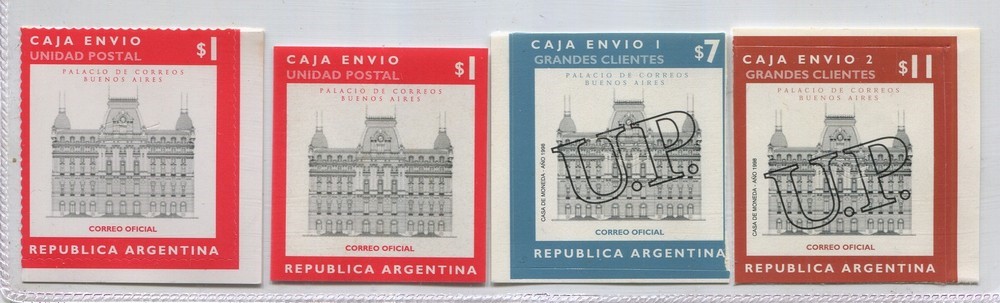 CAJA ENVIO
UNIDAD POSTAL
$1
PALACIO DE CORREOS
BUENOS AIRES
CORREO OFICIAL
REPUBLICA ARGENTINA
CAJA ENVIO
UNIDAD POSTAL
$1
PALACIO DE CORREOS
BUENOS AIRES
CORREO OFICIAL
REPUBLICA ARGENTINA
CAJA ENVIO 1
GRANDES CLIENTES
$7
PALACIO DE CORREOS
BUENOS AIRES
U.P.
CASA DE MONEDA - AÑO 1996
CORREO OFICIAL
REPUBLICA ARGENTINA
CAJA ENVIO 2
GRANDES CLIENTES
$11
PALACIO DE CORREOS
BUENOS AIRES
U.P.
CASA DE MONEDA - AÑO 1996
CORREO OFICIAL
REPUBLICA ARGENTINA